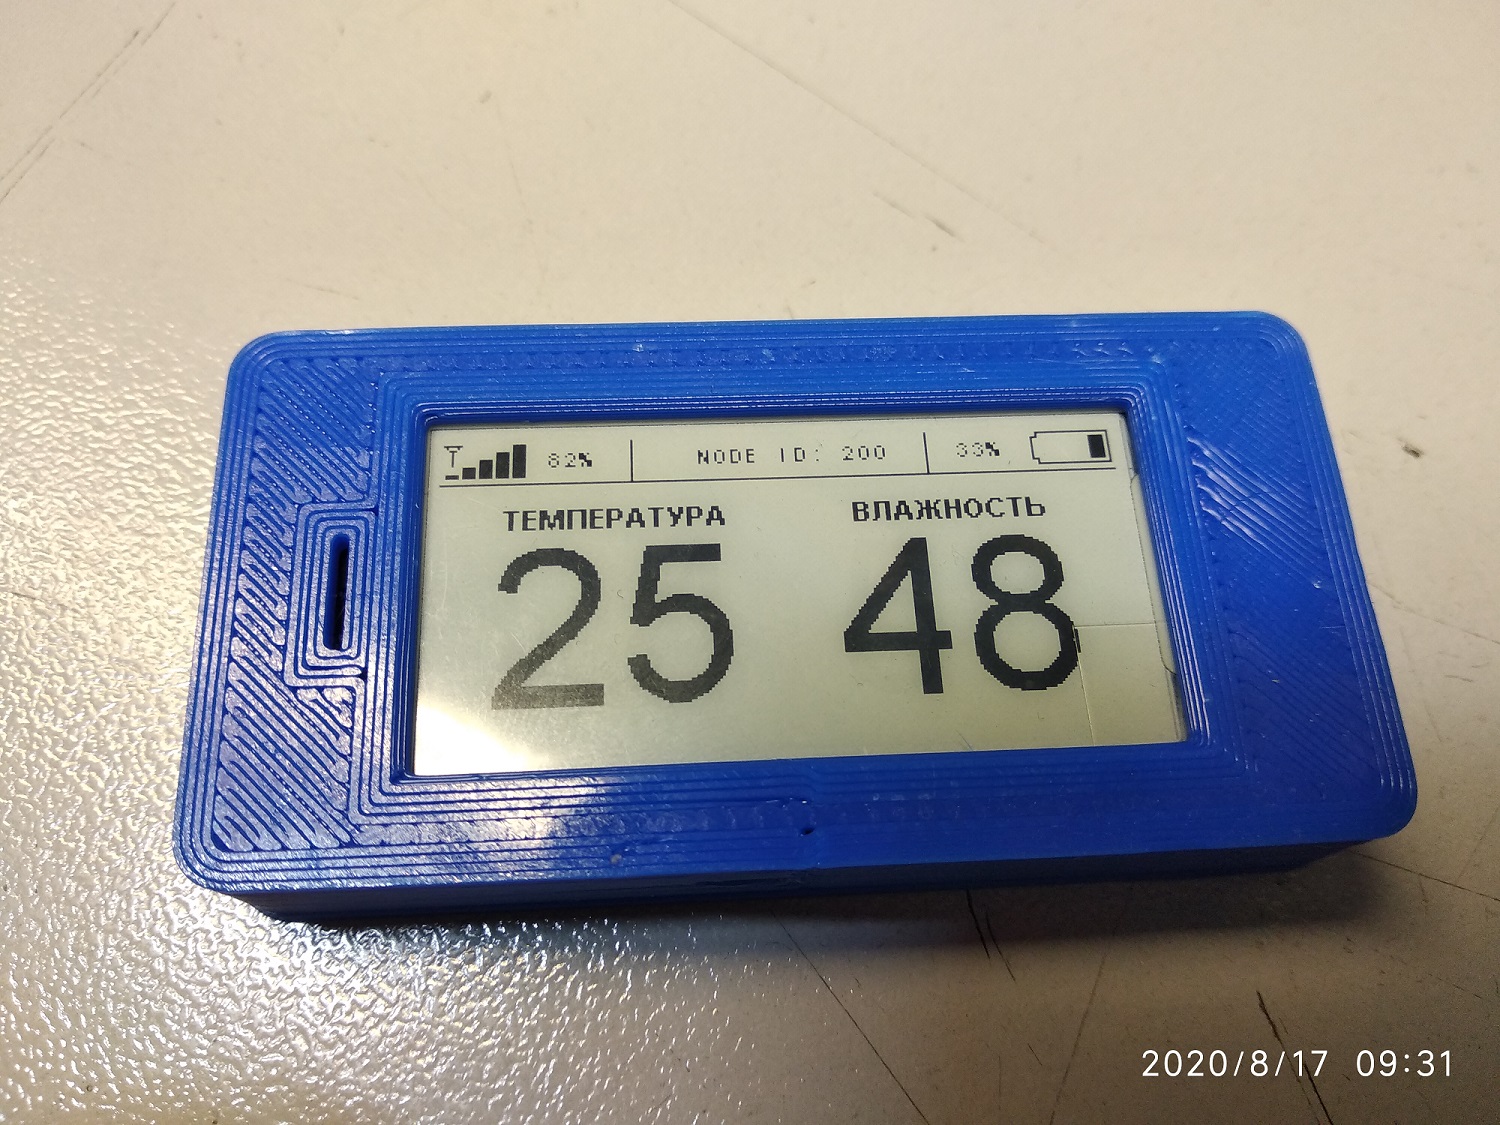 82% NODE ID: 200 33%
ТЕМПЕРАТУРА ВЛАЖНОСТЬ
25 48
2020/8/17 09:31